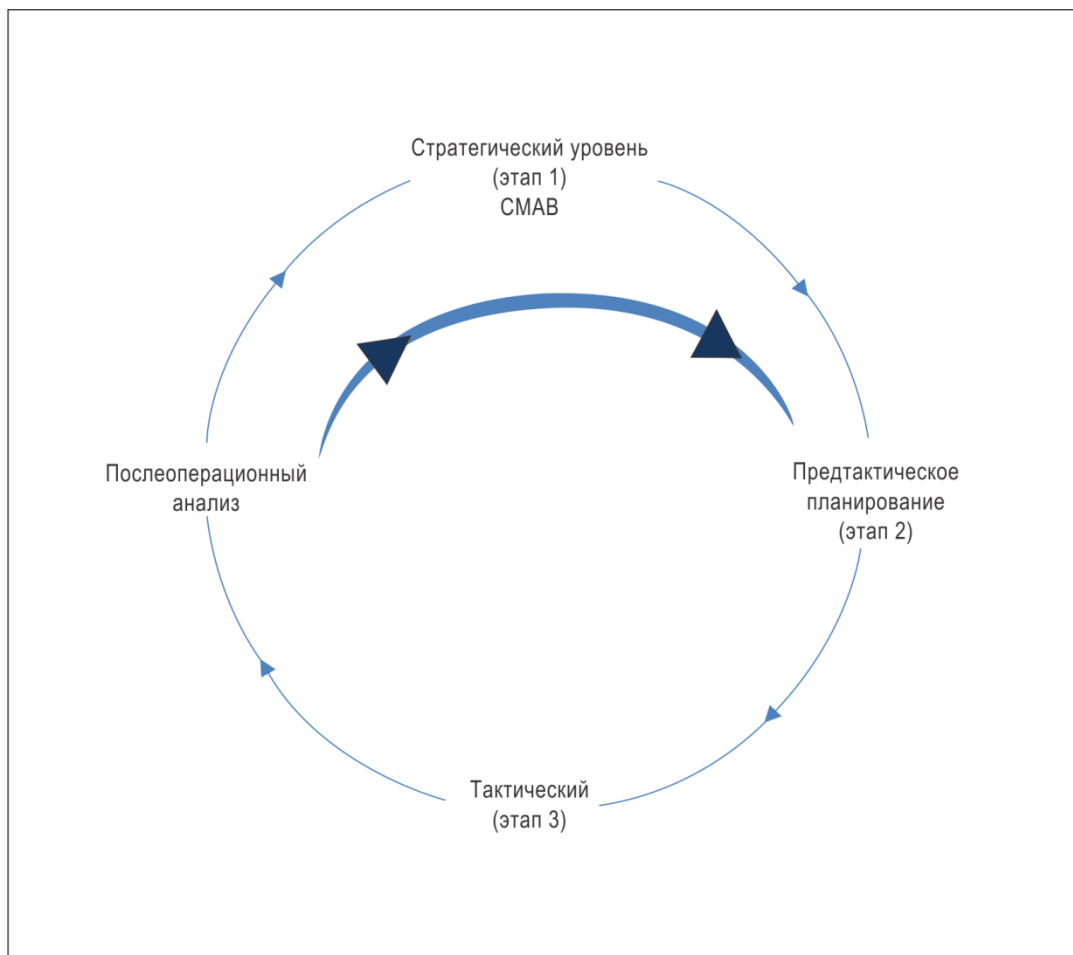 Стратегический уровень
(этап 1)
СМАВ
Послеоперационный
анализ
Предтактическое
планирование
(этап 2)
Тактический
(этап 3)